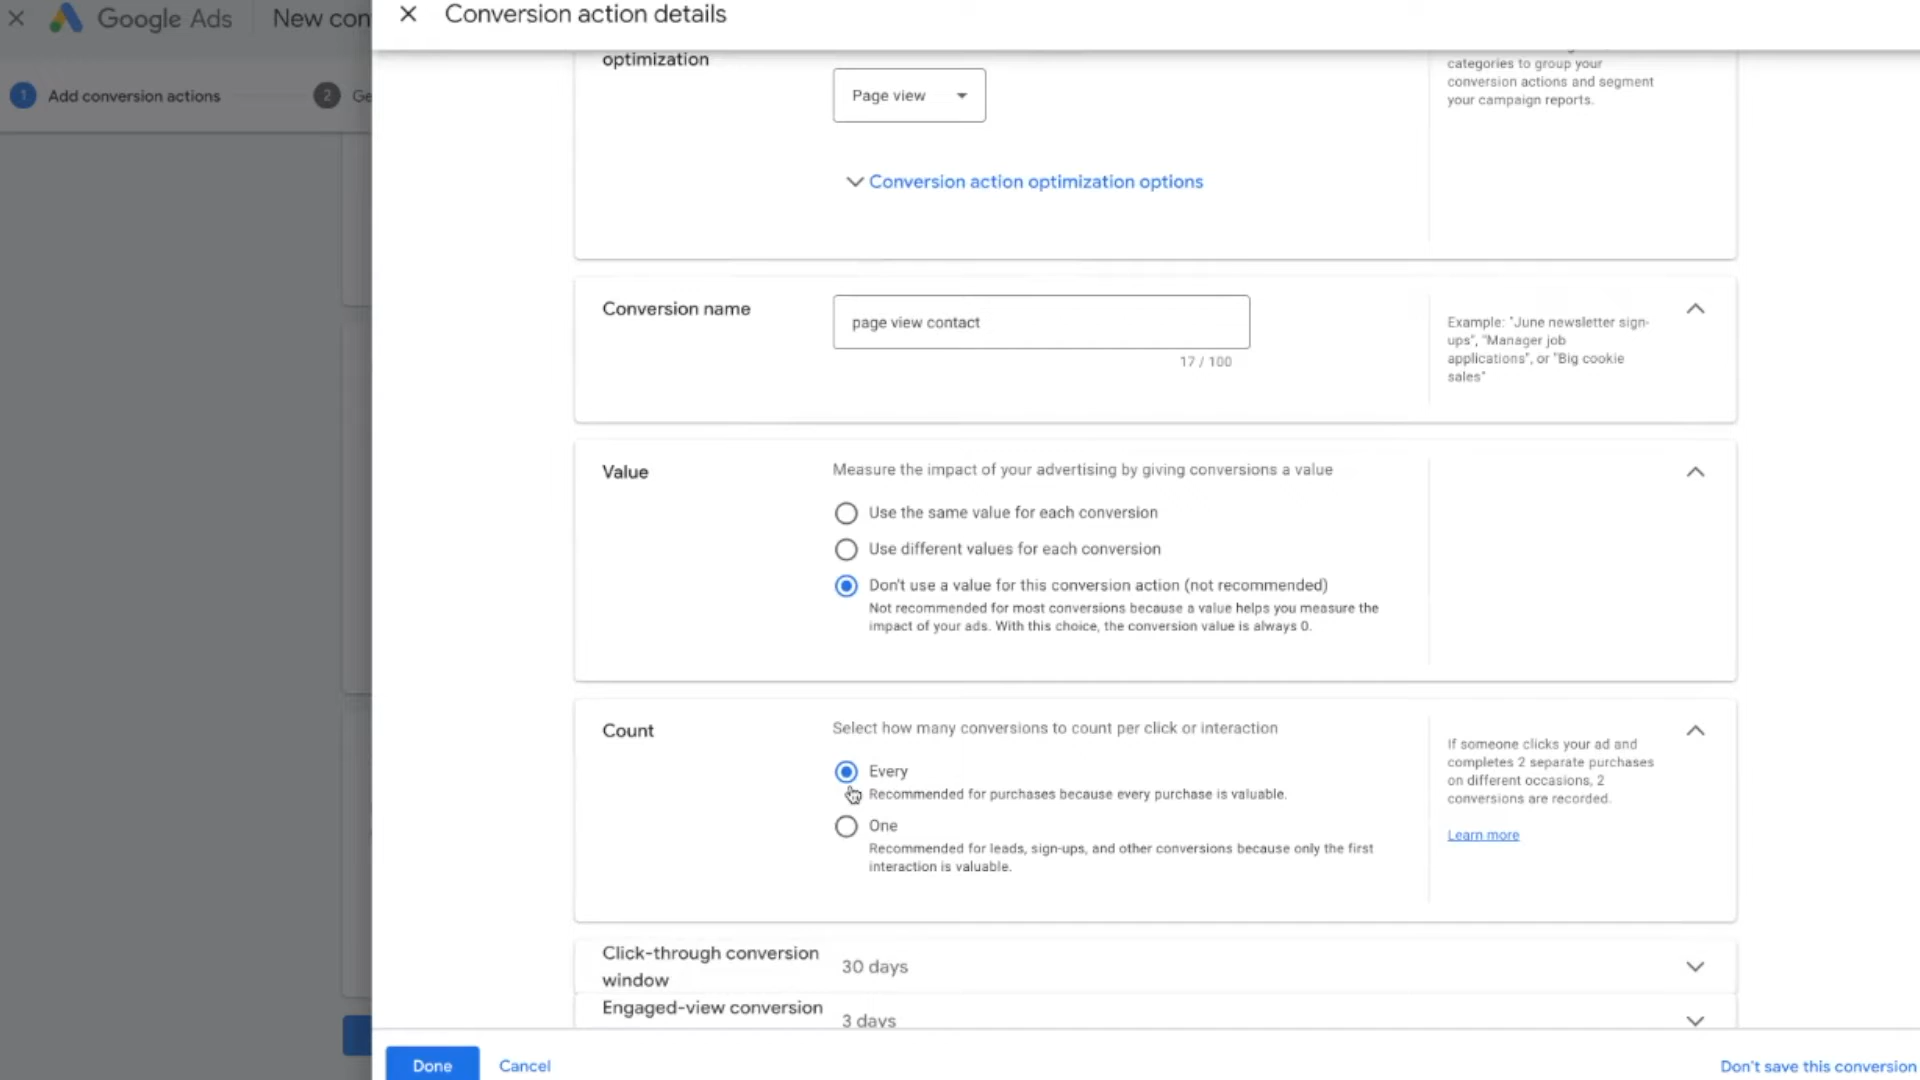 Google Ads
New con
Conversion action details
1 Add conversion actions
2 Ge
optimization
Page view
categories to group your
conversion actions and segment
your campaign reports.
Conversion action optimization options
Conversion name
page view contact
17 / 100
Example: "June newsletter sign-
ups", "Manager job
applications", or "Big cookie
sales"
Value
Measure the impact of your advertising by giving conversions a value
Use the same value for each conversion
Use different values for each conversion
Don't use a value for this conversion action (not recommended)
Not recommended for most conversions because a value helps you measure the
impact of your ads. With this choice, the conversion value is always 0.
Count
Select how many conversions to count per click or interaction
Every
Recommended for purchases because every purchase is valuable.
One
Recommended for leads, sign-ups, and other conversions because only the first
interaction is valuable.
If someone clicks your ad and
completes 2 separate purchases
on different occasions, 2
conversions are recorded.
Learn more
Click-through conversion
window
30 days
Engaged-view conversion
3 days
Done
Cancel
Don't save this conversion